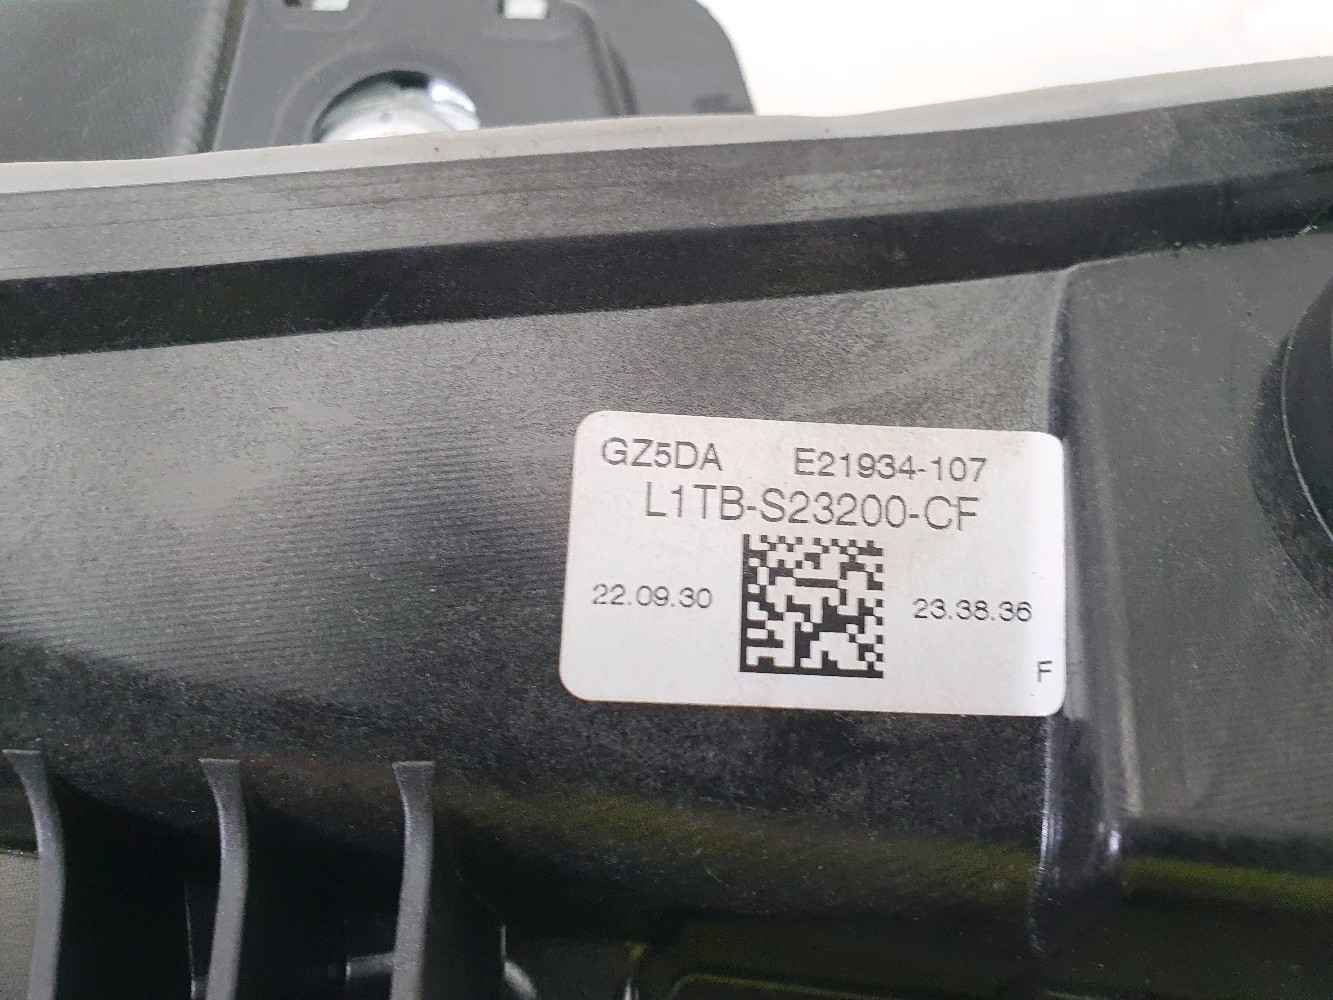 GZ5DA E21934-107
L1TB-S23200-CF
22.09.30 23.38.36
F